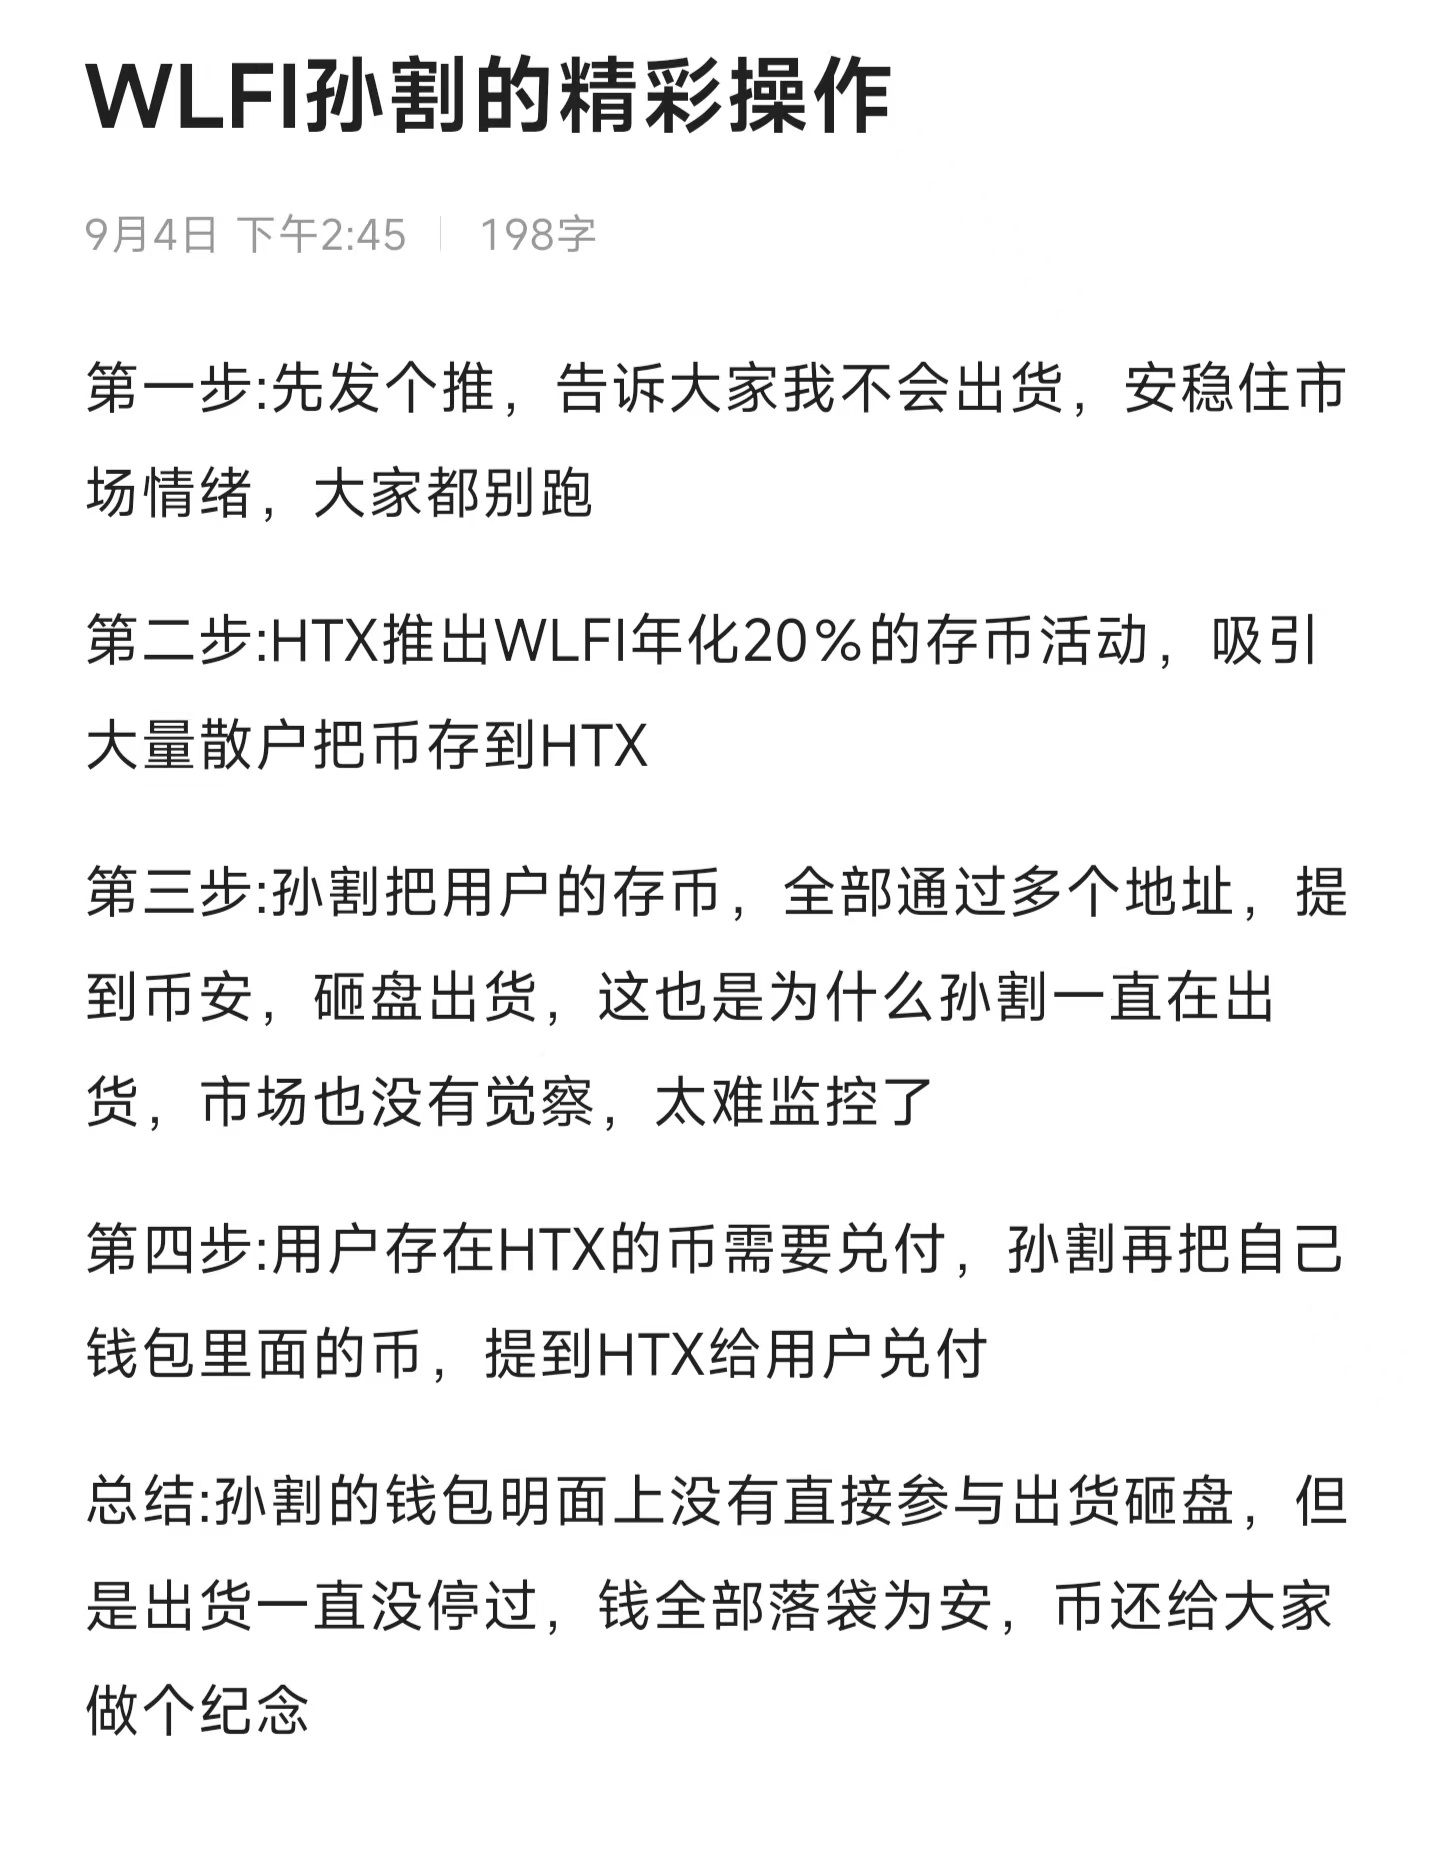 WLFI孙割的精彩操作
9月4日 下午2:45 | 198字
第一步:先发个推，告诉大家我不会出货，安稳住市
场情绪，大家都别跑
第二步:HTX推出WLFI年化20%的存币活动，吸引
大量散户把币存到HTX
第三步:孙割把用户的存币，全部通过多个地址，提
到币安，砸盘出货，这也是为什么孙割一直在出
货，市场也没有觉察，太难监控了
第四步:用户存在HTX的币需要兑付，孙割再把自己
钱包里面的币，提到HTX给用户兑付
总结:孙割的钱包明面上没有直接参与出货砸盘，但
是出货一直没停过，钱全部落袋为安，币还给大家
做个纪念